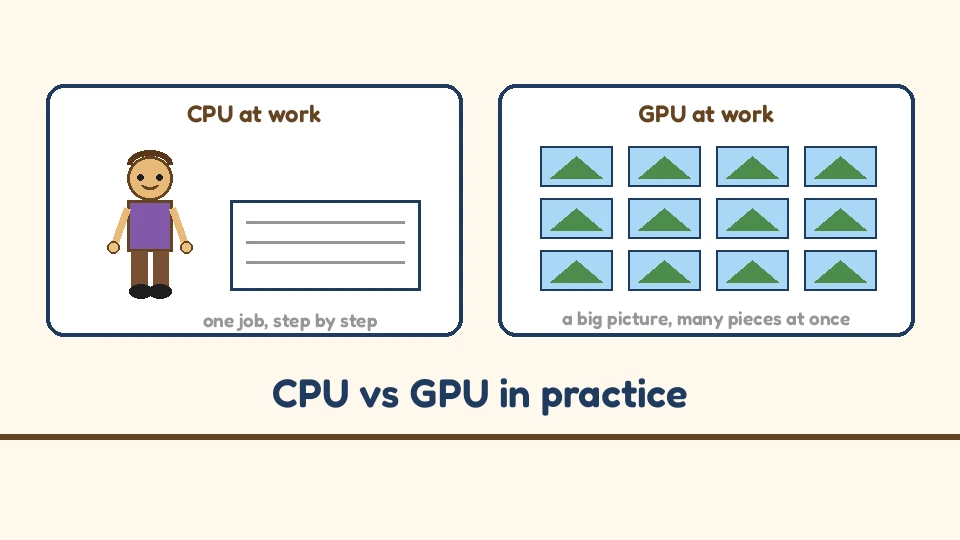 CPU at work
one job, step by step
GPU at work
a big picture, many pieces at once
CPU vs GPU in practice